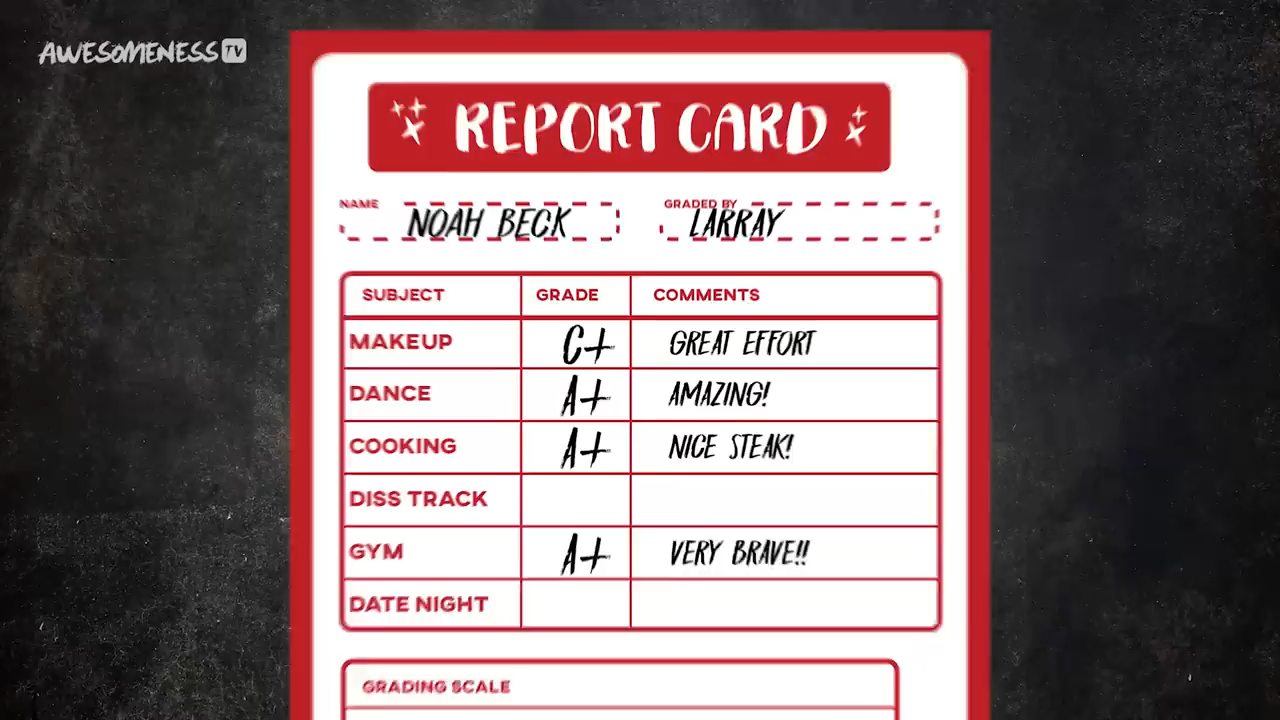 AWESOMENESS TV
REPORT CARD
NAME NOAH BECK GRADED BY LARRAY
SUBJECT GRADE COMMENTS
MAKEUP C+ GREAT EFFORT
DANCE A+ AMAZING!
COOKING A+ NICE STEAK!
DISS TRACK
GYM A+ VERY BRAVE!!
DATE NIGHT
GRADING SCALE